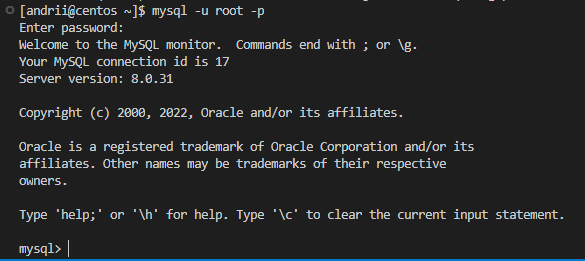 [andrii@centos ~]$ mysql -u root -p
Enter password:
Welcome to the MySQL monitor.  Commands end with ; or \g.
Your MySQL connection id is 17
Server version: 8.0.31
Copyright (c) 2000, 2022, Oracle and/or its affiliates.
Oracle is a registered trademark of Oracle Corporation and/or its
affiliates. Other names may be trademarks of their respective
owners.
Type 'help;' or '\h' for help. Type '\c' to clear the current input statement.
mysql>